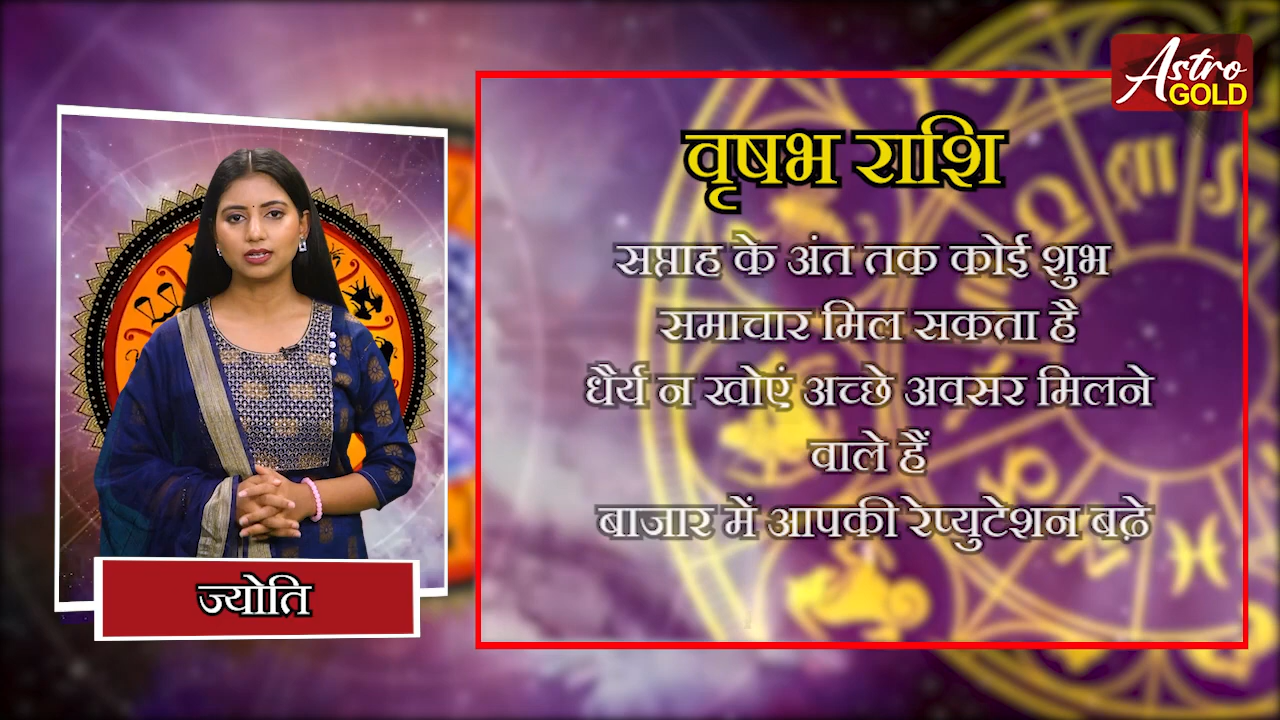 Astro
GOLD
वृषभ राशि
सप्ताह के अंत तक कोई शुभ
समाचार मिल सकता है
धैर्य न खोएं अच्छे अवसर मिलने
वाले हैं
बाजार में आपकी रेप्युटेशन बढ़े
ज्योति